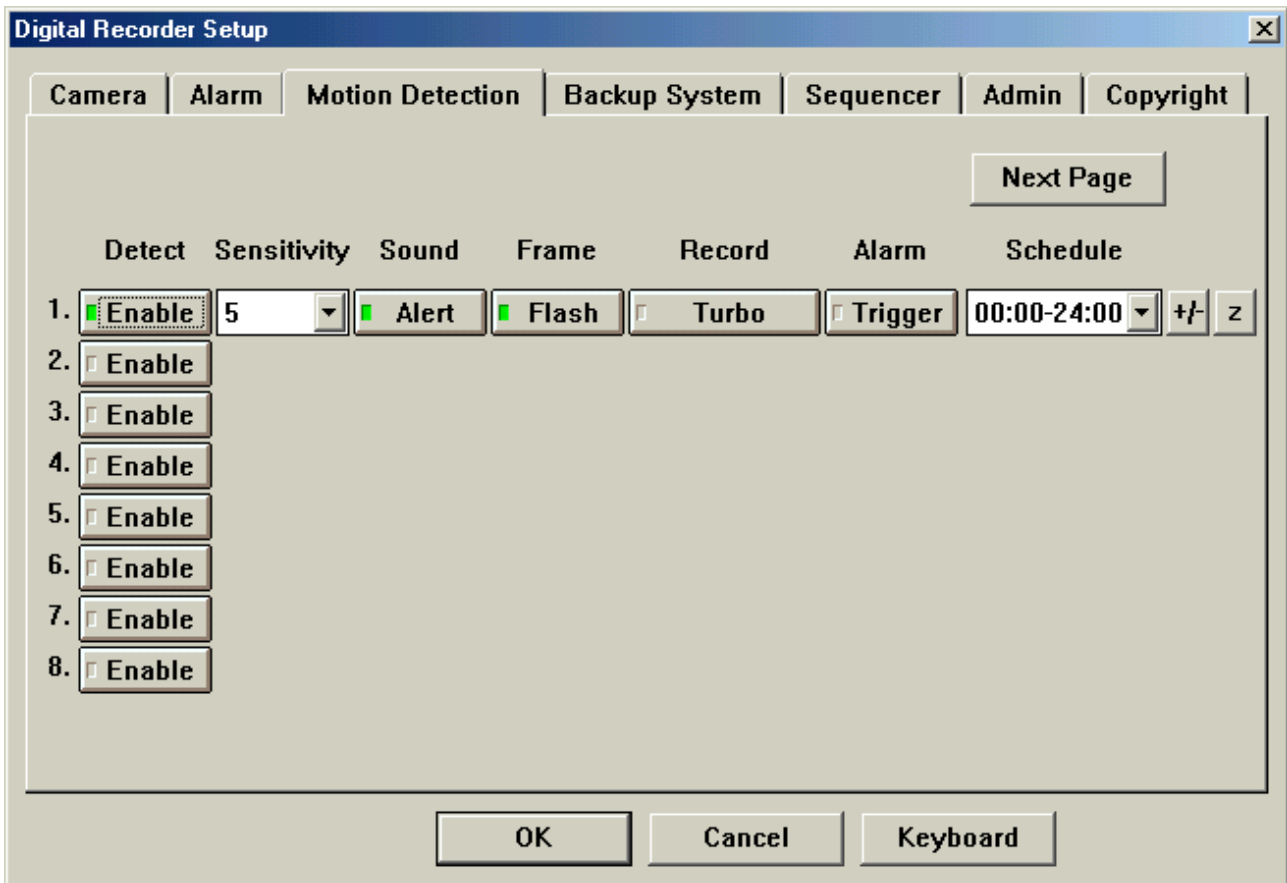 Digital Recorder Setup
Camera Alarm Motion Detection Backup System Sequencer Admin Copyright
Next Page
Detect Sensitivity Sound Frame Record Alarm Schedule
1. Enable 5 Alert Flash Turbo Trigger 00:00-24:00 +/- z
2. Enable
3. Enable
4. Enable
5. Enable
6. Enable
7. Enable
8. Enable
OK Cancel Keyboard